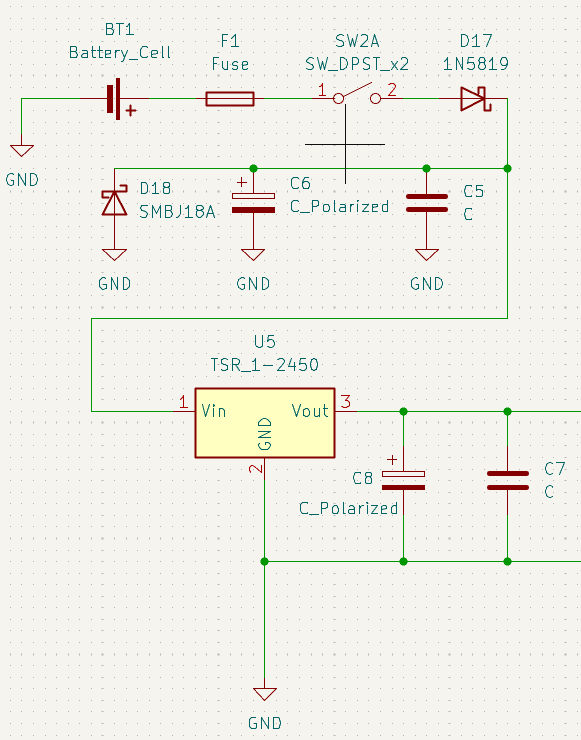 BT1
Battery_Cell
F1
Fuse
SW2A
SW_DPST_x2
D17
1N5819
1
2
+
GND
D18
SMBJ18A
+
C6
C_Polarized
C5
C
GND
GND
GND
U5
TSR_1-2450
1
Vin
Vout
3
GND
2
+
C8
C_Polarized
C7
C
GND